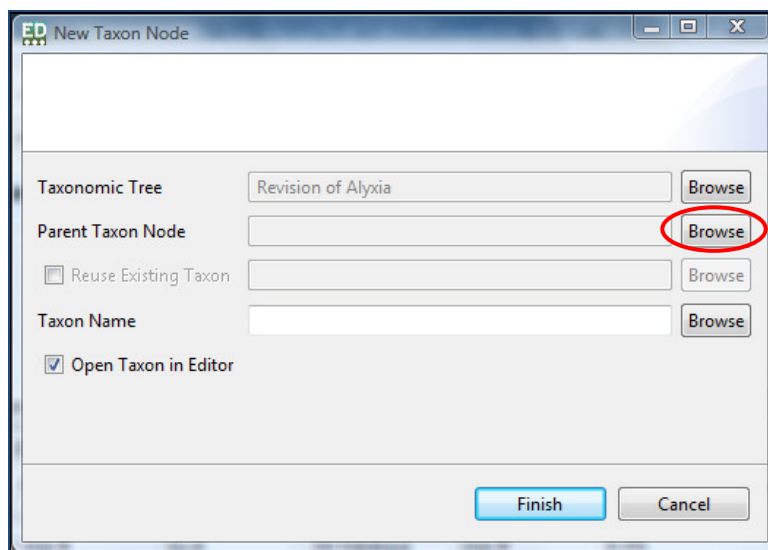 ED New Taxon Node
Taxonomic Tree Revision of Alyxia Browse
Parent Taxon Node Browse
Reuse Existing Taxon Browse
Taxon Name Browse
Open Taxon in Editor
Finish Cancel